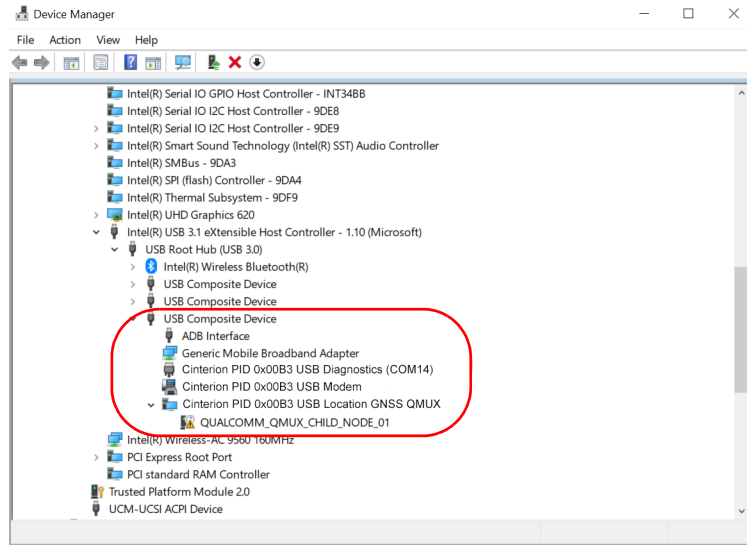 Device Manager
File Action View Help
Intel(R) Serial IO GPIO Host Controller - INT34BB
Intel(R) Serial IO I2C Host Controller - 9DE8
Intel(R) Serial IO I2C Host Controller - 9DE9
Intel(R) Smart Sound Technology (Intel(R) SST) Audio Controller
Intel(R) SMBus - 9DA3
Intel(R) SPI (flash) Controller - 9DA4
Intel(R) Thermal Subsystem - 9DF9
Intel(R) UHD Graphics 620
Intel(R) USB 3.1 eXtensible Host Controller - 1.10 (Microsoft)
USB Root Hub (USB 3.0)
Intel(R) Wireless Bluetooth(R)
USB Composite Device
USB Composite Device
USB Composite Device
ADB Interface
Generic Mobile Broadband Adapter
Cinterion PID 0x00B3 USB Diagnostics (COM14)
Cinterion PID 0x00B3 USB Modem
Cinterion PID 0x00B3 USB Location GNSS QMUX
QUALCOMM_QMUX_CHILD_NODE_01
Intel(R) Wireless-AC 9560 160MHz
PCI Express Root Port
PCI standard RAM Controller
Trusted Platform Module 2.0
UCM-UCSI ACPI Device